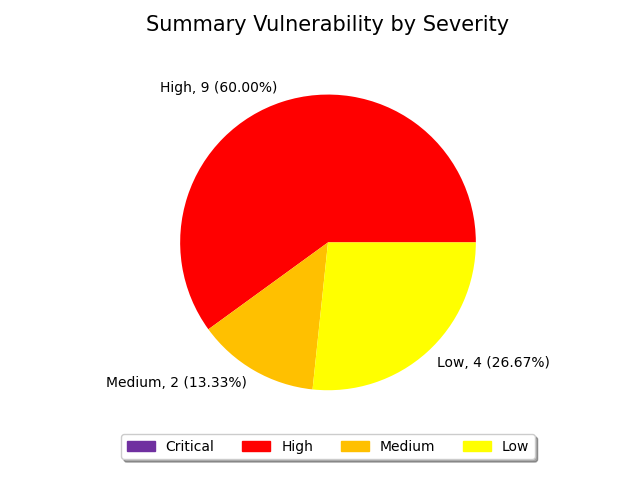 Summary Vulnerability by Severity
High, 9 (60.00%)
Low, 4 (26.67%)
Medium, 2 (13.33%)
Critical High Medium Low